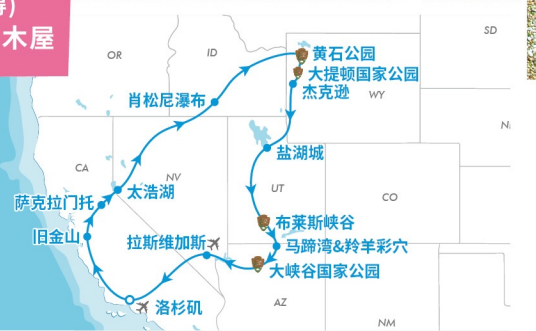 得)
木屋
OR
ID
SD
黄石公园
大提顿国家公园
杰克逊
WY
肖松尼瀑布
盐湖城
CA
NV
太浩湖
UT
CO
萨克拉门托
旧金山
布莱斯峡谷
拉斯维加斯
马蹄湾&羚羊彩穴
大峡谷国家公园
洛杉矶
AZ